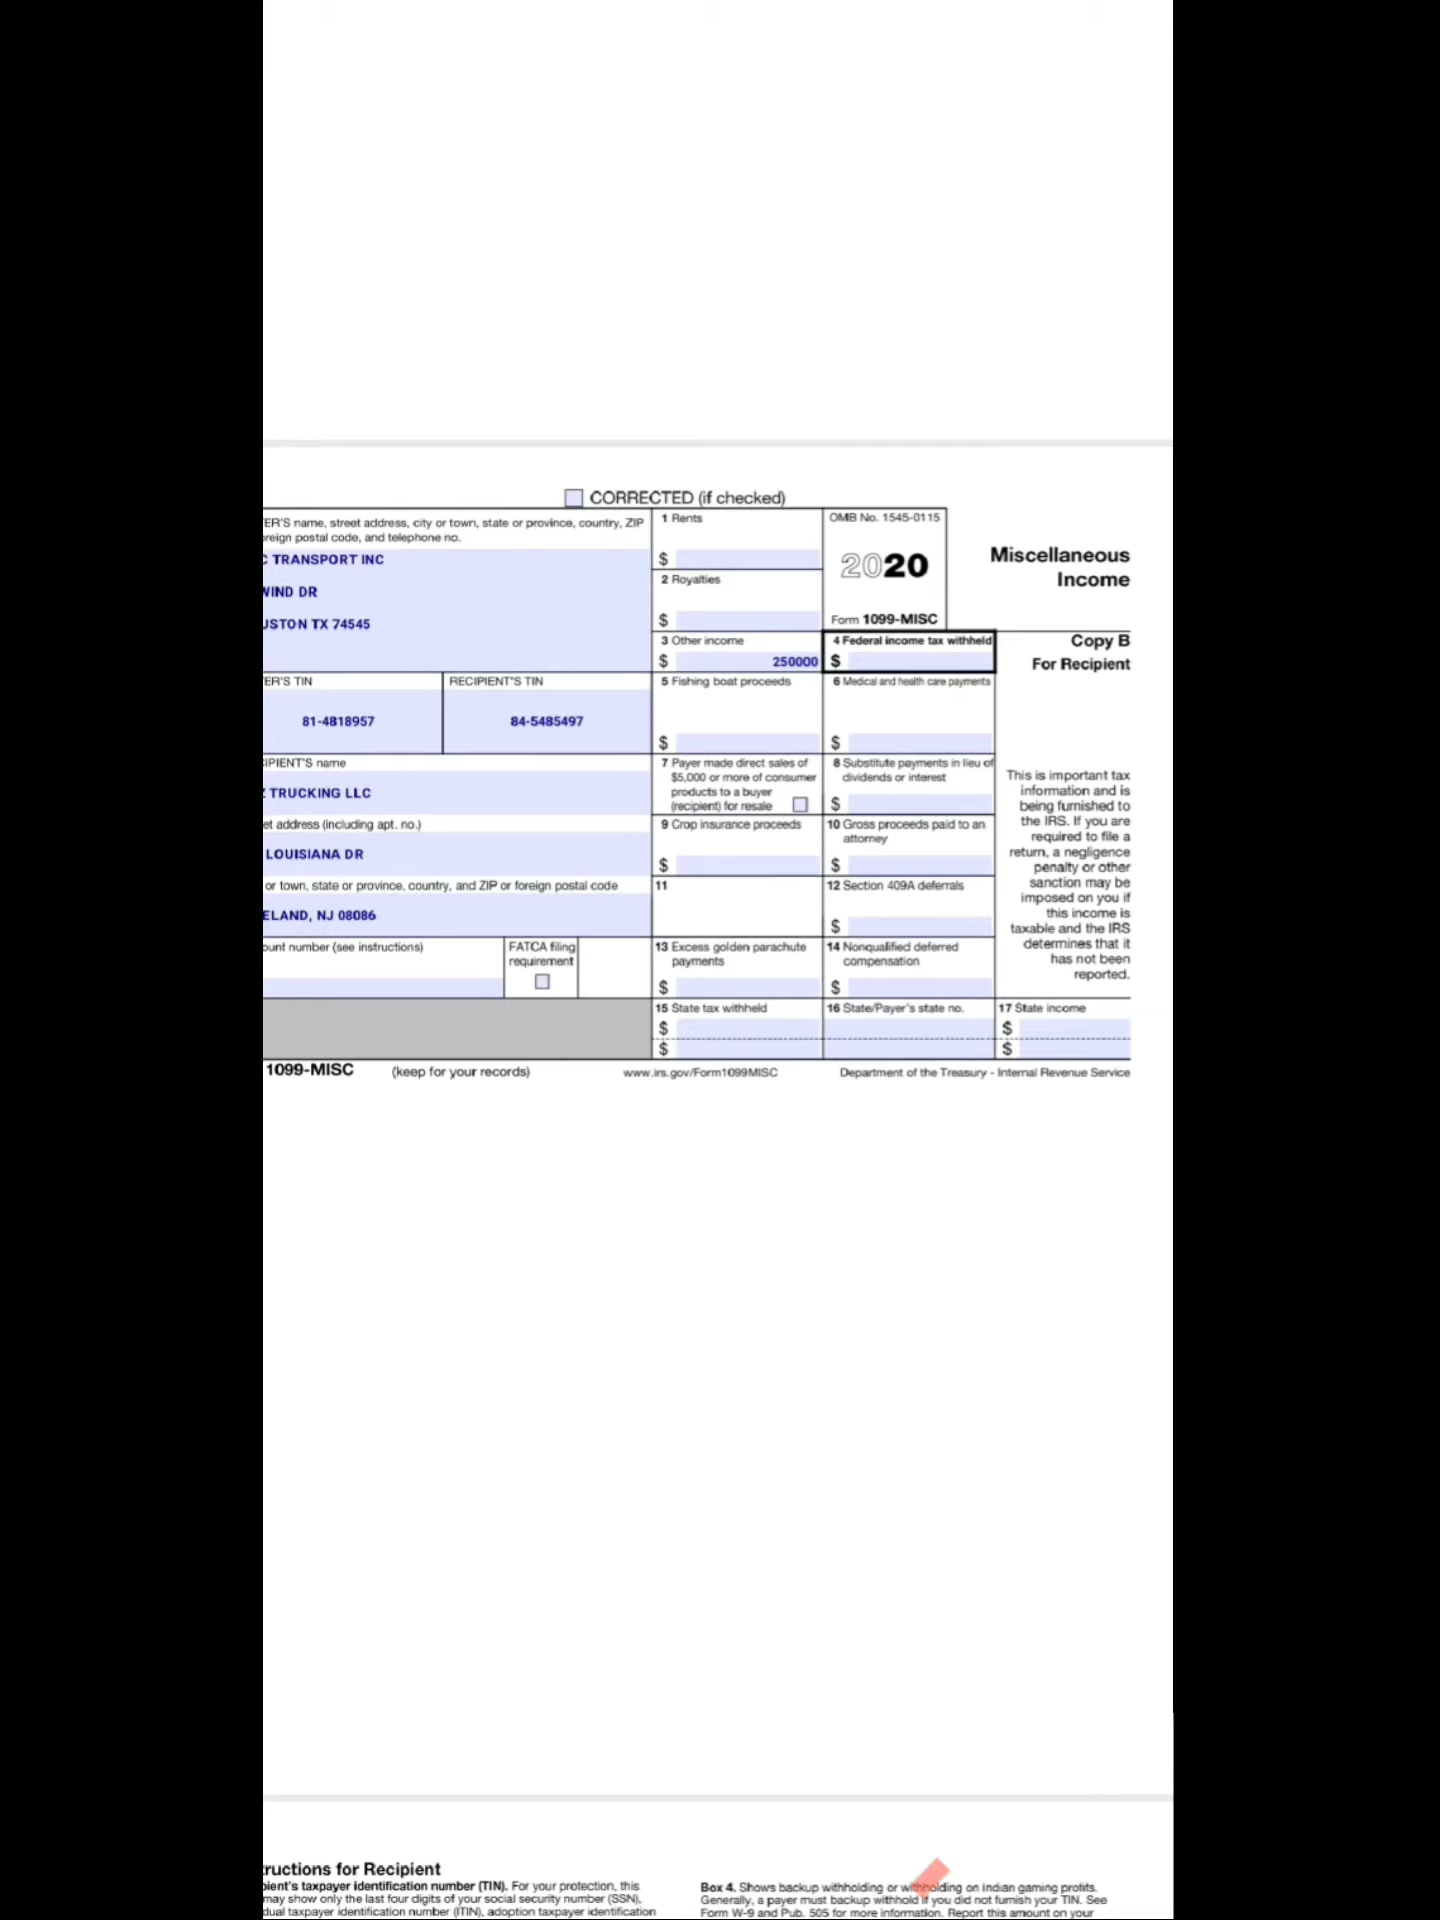 CORRECTED (if checked)
ER'S name, street address, city or town, state or province, country, ZIP
reign postal code, and telephone no.
C TRANSPORT INC
WIND DR
USTON TX 74545
1 Rents
$
2 Royalties
$
OMB No. 1545-0115
2020
Form 1099-MISC
Miscellaneous
Income
3 Other income
$ 250000
4 Federal income tax withheld
$
Copy B
For Recipient
ER'S TIN
81-4818957
RECIPIENT'S TIN
84-5485497
5 Fishing boat proceeds
$
6 Medical and health care payments
$
IPIENT'S name
TRUCKING LLC
7 Payer made direct sales of
$5,000 or more of consumer
products to a buyer
(recipient) for resale
8 Substitute payments in lieu of
dividends or interest
$
This is important tax
information and is
being furnished to
the IRS. If you are
required to file a
return, a negligence
penalty or other
sanction may be
imposed on you if
this income is
taxable and the IRS
determines that it
has not been
reported.
et address (including apt. no.)
LOUISIANA DR
9 Crop insurance proceeds
$
10 Gross proceeds paid to an
attorney
$
or town, state or province, country, and ZIP or foreign postal code
ELAND, NJ 08086
11
12 Section 409A deferrals
$
ount number (see instructions)
FATCA filing
requirement
13 Excess golden parachute
payments
$
14 Nonqualified deferred
compensation
$
15 State tax withheld
$
$
16 State/Payer's state no.
17 State income
$
$
1099-MISC
(keep for your records)
www.irs.gov/Form1099MISC
Department of the Treasury - Internal Revenue Service
ructions for Recipient
pient's taxpayer identification number (TIN). For your protection, this
may show only the last four digits of your social security number (SSN),
dual taxpayer identification number (ITIN), adoption taxpayer identification
Box 4. Shows backup withholding or withholding on Indian gaming profits.
Generally, a payer must backup withhold if you did not furnish your TIN. See
Form W-9 and Pub. 505 for more information. Report this amount on your